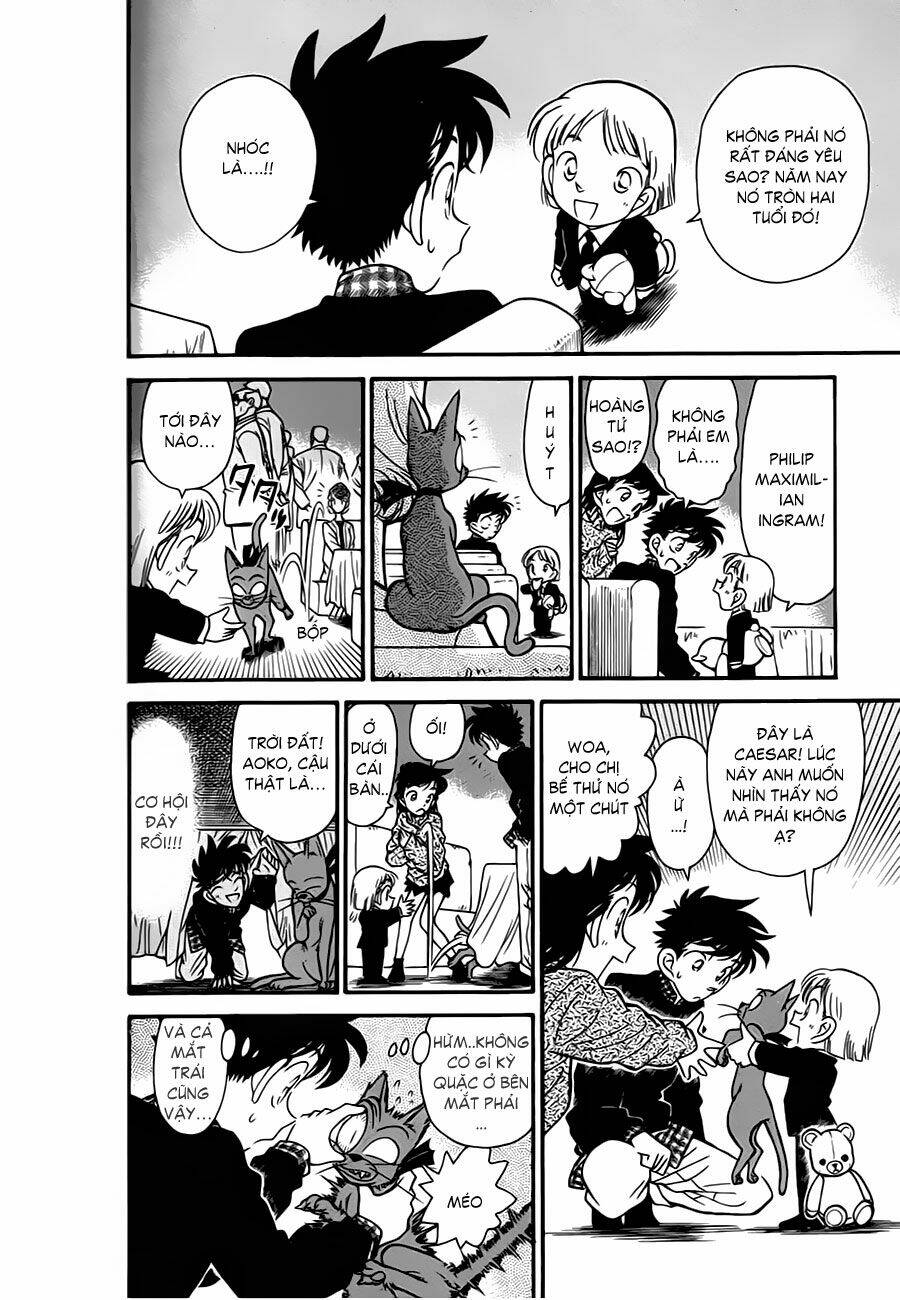 KHÔNG PHẢI NÓ
RẤT ĐÁNG YÊU
SAO? NĂM NAY
NÓ TRÒN HAI
TUỔI ĐÓ!
NHÓC
LÀ....!!
PHILIP
MAXIMIL-
IAN
INGRAM!
KHÔNG
PHẢI EM
LÀ....
HOÀNG
TỬ
SAO!?
HUÝT
TỚI ĐÂY
NÀO...
BỘP
ĐÂY LÀ
CAESAR! LÚC
NÀY ANH MUỐN
NHÌN THẤY NÓ
MÀ PHẢI KHÔNG
Ạ?
À
Ừ
...!
WOA,
CHO CHỊ
BẾ THỬ NÓ
MỘT CHÚT
ỐI!
Ở
DƯỚI
CÁI
BÀN..
TRỜI ĐẤT!
AOKO, CẬU
THẬT LÀ...
CƠ HỘI
ĐÂY
RỒI!!!
HỪM..KHÔNG
CÓ GÌ KỲ
QUẶC Ở BÊN
MẮT PHẢI
...
MÉO
VÀ CẢ
MẮT
TRÁI
CŨNG
VẬY...